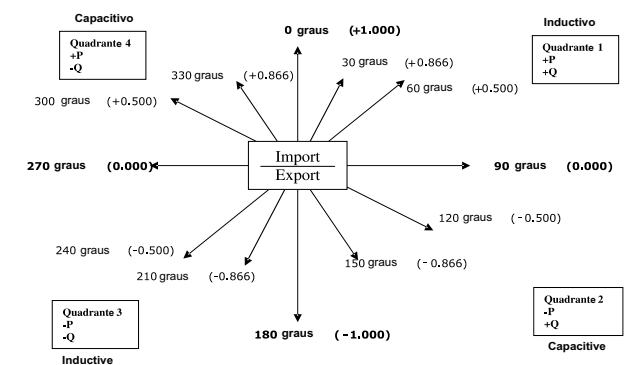 Capacitivo
0 graus (+1.000)
Inductivo
Quadrante 4
+P
-Q
Quadrante 1
+P
+Q
330 graus (+0.866)
30 graus (+0.866)
60 graus (+0.500)
300 graus (+0.500)
Import
Export
270 graus (0.000)
90 graus (0.000)
120 graus (-0.500)
240 graus (-0.500)
210 graus (-0.866)
150 graus (-0.866)
180 graus (-1.000)
Quadrante 3
-P
-Q
Inductive
Quadrante 2
-P
+Q
Capacitive